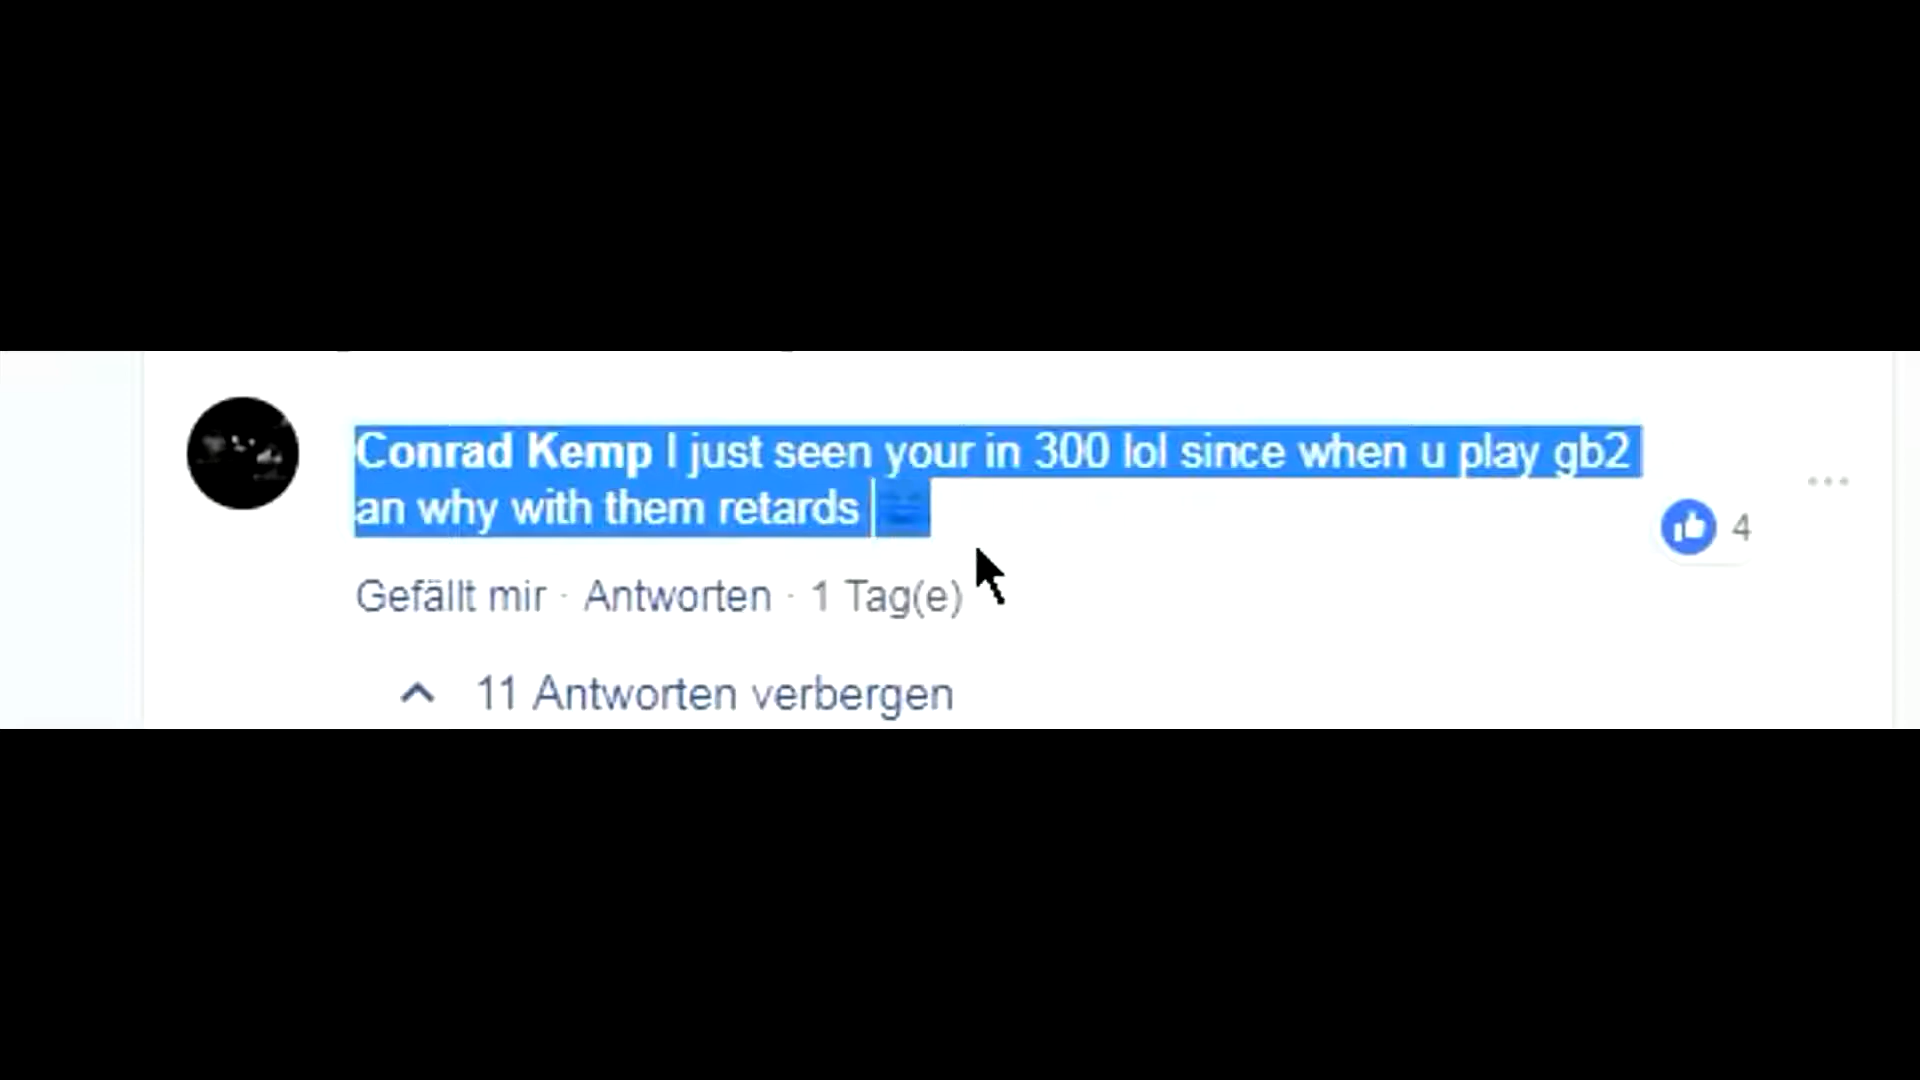 Conrad Kemp I just seen your in 300 lol since when u play gb2
an why with them retards
4
Gefällt mir · Antworten · 1 Tag(e)
11 Antworten verbergen